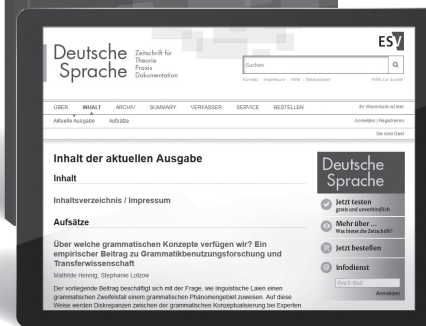 ESV
Deutsche Sprache
Zeitschrift für
Theorie
Praxis
Dokumentation
Suchen
Kontakt Impressum Hilfe Mediadaten
Hilfe zur Suche
ÜBER INHALT ARCHIV SUMMARY VERFASSER SERVICE BESTELLEN
Ihr Warenkorb ist leer
Aktuelle Ausgabe Aufsätze
Anmelden | Registrieren
Sie sind Gast
Inhalt der aktuellen Ausgabe
Inhalt
Inhaltsverzeichnis / Impressum
Aufsätze
Über welche grammatischen Konzepte verfügen wir? Ein
empirischer Beitrag zu Grammatikbenutzungsforschung und
Transferwissenschaft
Mathilde Hennig, Stephanie Lotzow
Der vorliegende Beitrag beschäftigt sich mit der Frage, wie linguistische Laien einen
grammatischen Zweifelsfall einem grammatischen Phänomengebiet zuweisen. Auf diese
Weise werden Diskrepanzen zwischen der grammatischen Konzeptualisierung bei Experten
Deutsche
Sprache
Jetzt testen
gratis und unverbindlich
Mehr über ...
Was bietet die Zeitschrift?
Jetzt bestellen
Infodienst
Ihre E-Mail
Anmelden